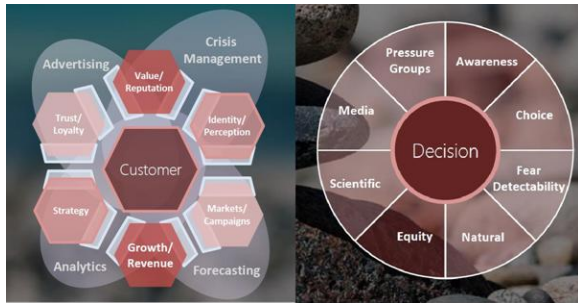 Advertising
Crisis
Management
Value/
Reputation
Trust/
Loyalty
Identity/
Perception
Customer
Strategy
Markets/
Campaigns
Growth/
Revenue
Analytics
Forecasting
Pressure
Groups
Awareness
Media
Choice
Decision
Scientific
Fear
Detectability
Equity
Natural